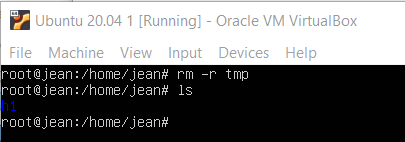 Ubuntu 20.04 1 [Running] - Oracle VM VirtualBox
File Machine View Input Devices Help
root@jean:/home/jean# rm -r tmp
root@jean:/home/jean# ls
h1
root@jean:/home/jean#